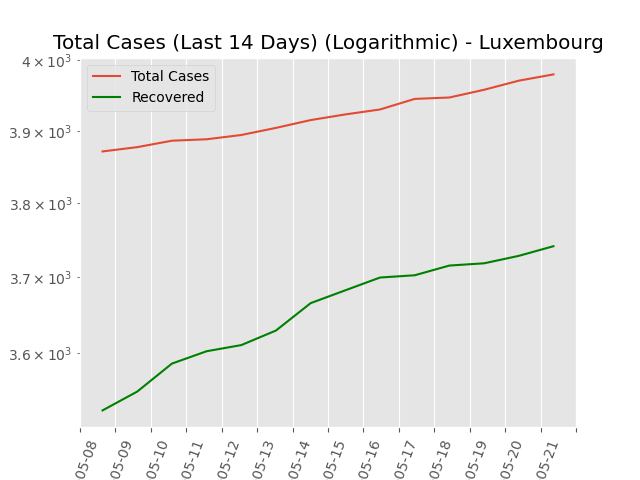 Total Cases (Last 14 Days) (Logarithmic) - Luxembourg
Total Cases
Recovered
4 × 10³
3.9 × 10³
3.8 × 10³
3.7 × 10³
3.6 × 10³
05-08
05-09
05-10
05-11
05-12
05-13
05-14
05-15
05-16
05-17
05-18
05-19
05-20
05-21